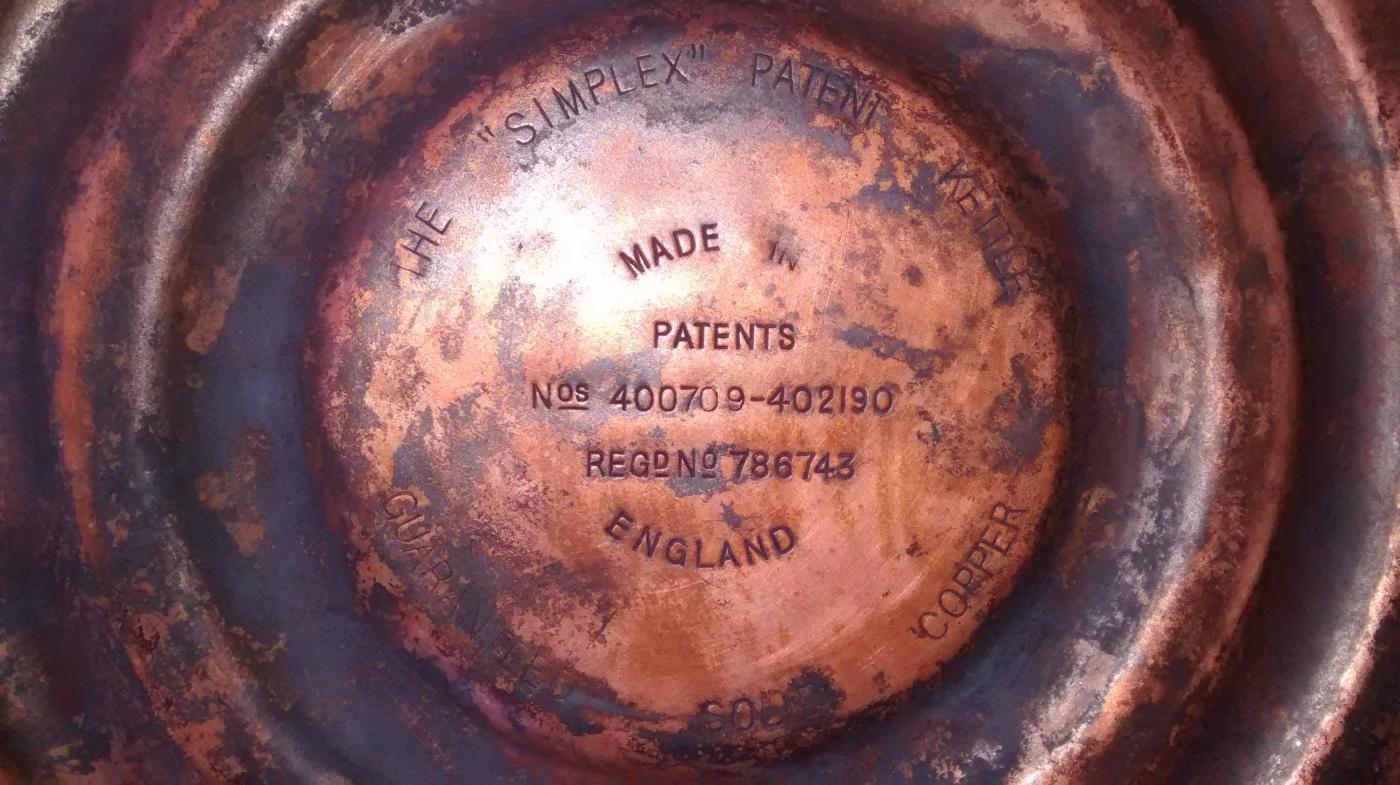 THE "SIMPLEX" PATENT KETTLE
MADE IN
PATENTS
Nos 400709-402190
REGD No 786743
ENGLAND
GUARANTEED SOLID COPPER